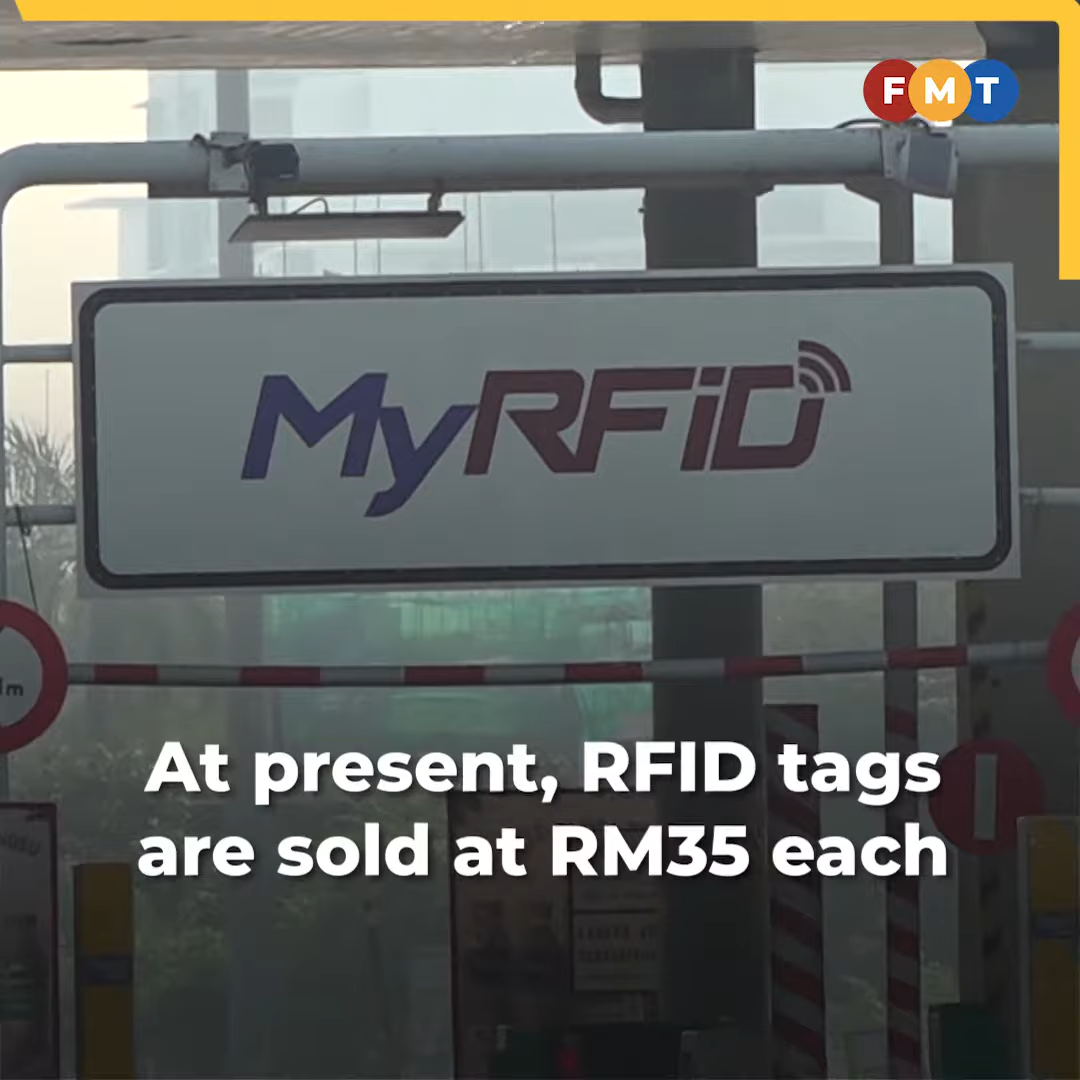 FMT
MyRFiD
At present, RFID tags
are sold at RM35 each